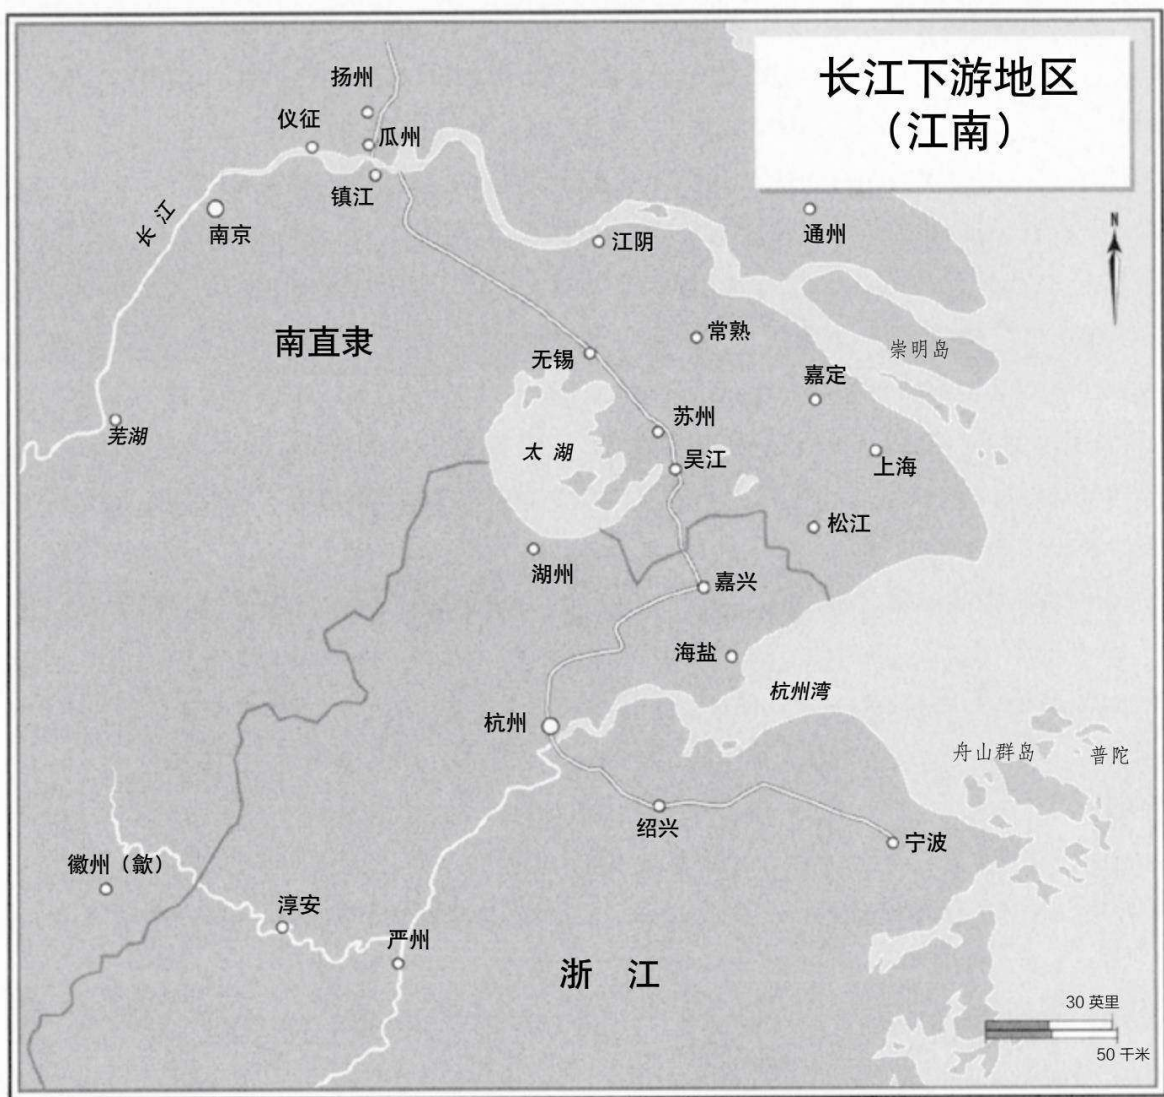 长江下游地区
（江南）
扬州
仪征
瓜州
镇江
长江
南京
江阴
通州
N
南直隶
常熟
崇明岛
无锡
嘉定
芜湖
太湖
苏州
吴江
上海
松江
湖州
嘉兴
海盐
杭州湾
杭州
舟山群岛
普陀
绍兴
宁波
徽州（歙）
淳安
严州
浙江
30 英里
50 千米